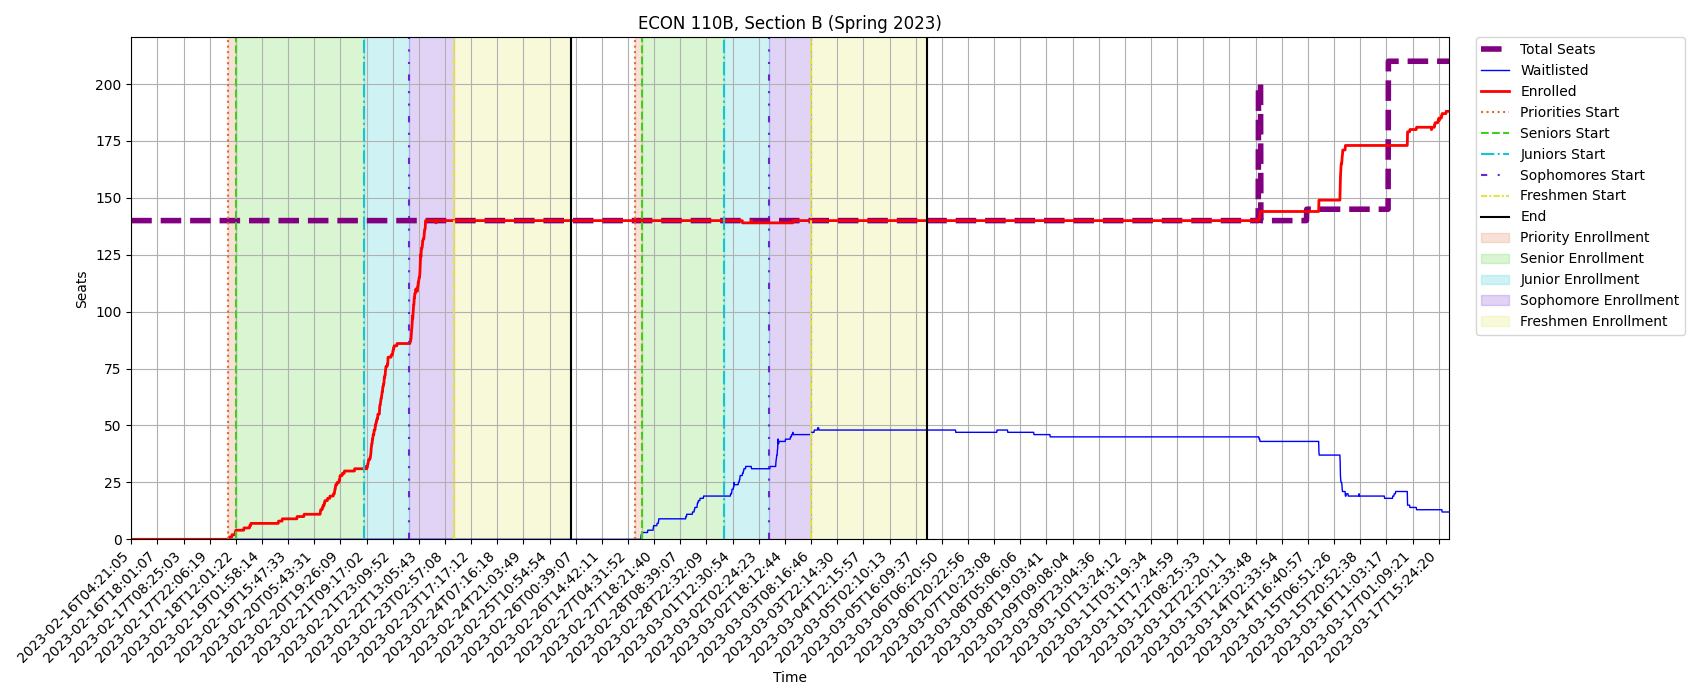 ECON 110B, Section B (Spring 2023)
Seats
200
175
150
125
100
75
50
25
0
2023-02-16T04:21:05
2023-02-16T18:01:07
2023-02-17T08:25:03
2023-02-17T22:06:19
2023-02-18T12:01:22
2023-02-19T01:58:14
2023-02-19T15:47:33
2023-02-20T05:43:31
2023-02-20T19:26:09
2023-02-21T09:17:02
2023-02-21T23:09:52
2023-02-22T13:05:43
2023-02-23T02:57:08
2023-02-23T17:12:12
2023-02-24T07:16:18
2023-02-24T21:03:49
2023-02-25T10:54:54
2023-02-26T00:39:07
2023-02-26T14:42:11
2023-02-27T04:31:52
2023-02-27T18:21:40
2023-02-28T08:39:07
2023-02-28T22:32:09
2023-03-01T12:30:54
2023-03-02T02:24:23
2023-03-02T18:12:44
2023-03-03T08:16:46
2023-03-03T22:14:30
2023-03-04T12:15:57
2023-03-05T02:10:13
2023-03-05T16:09:37
2023-03-06T06:20:50
2023-03-06T20:22:56
2023-03-07T10:23:08
2023-03-08T05:06:06
2023-03-08T19:03:41
2023-03-09T09:08:04
2023-03-09T23:04:36
2023-03-10T13:24:12
2023-03-11T03:19:34
2023-03-11T17:24:59
2023-03-12T08:25:33
2023-03-12T22:20:11
2023-03-13T12:33:48
2023-03-14T02:33:54
2023-03-14T16:40:57
2023-03-15T06:51:26
2023-03-15T20:52:38
2023-03-16T11:03:17
2023-03-17T01:09:21
2023-03-17T15:24:20
Time
Total Seats
Waitlisted
Enrolled
Priorities Start
Seniors Start
Juniors Start
Sophomores Start
Freshmen Start
End
Priority Enrollment
Senior Enrollment
Junior Enrollment
Sophomore Enrollment
Freshmen Enrollment